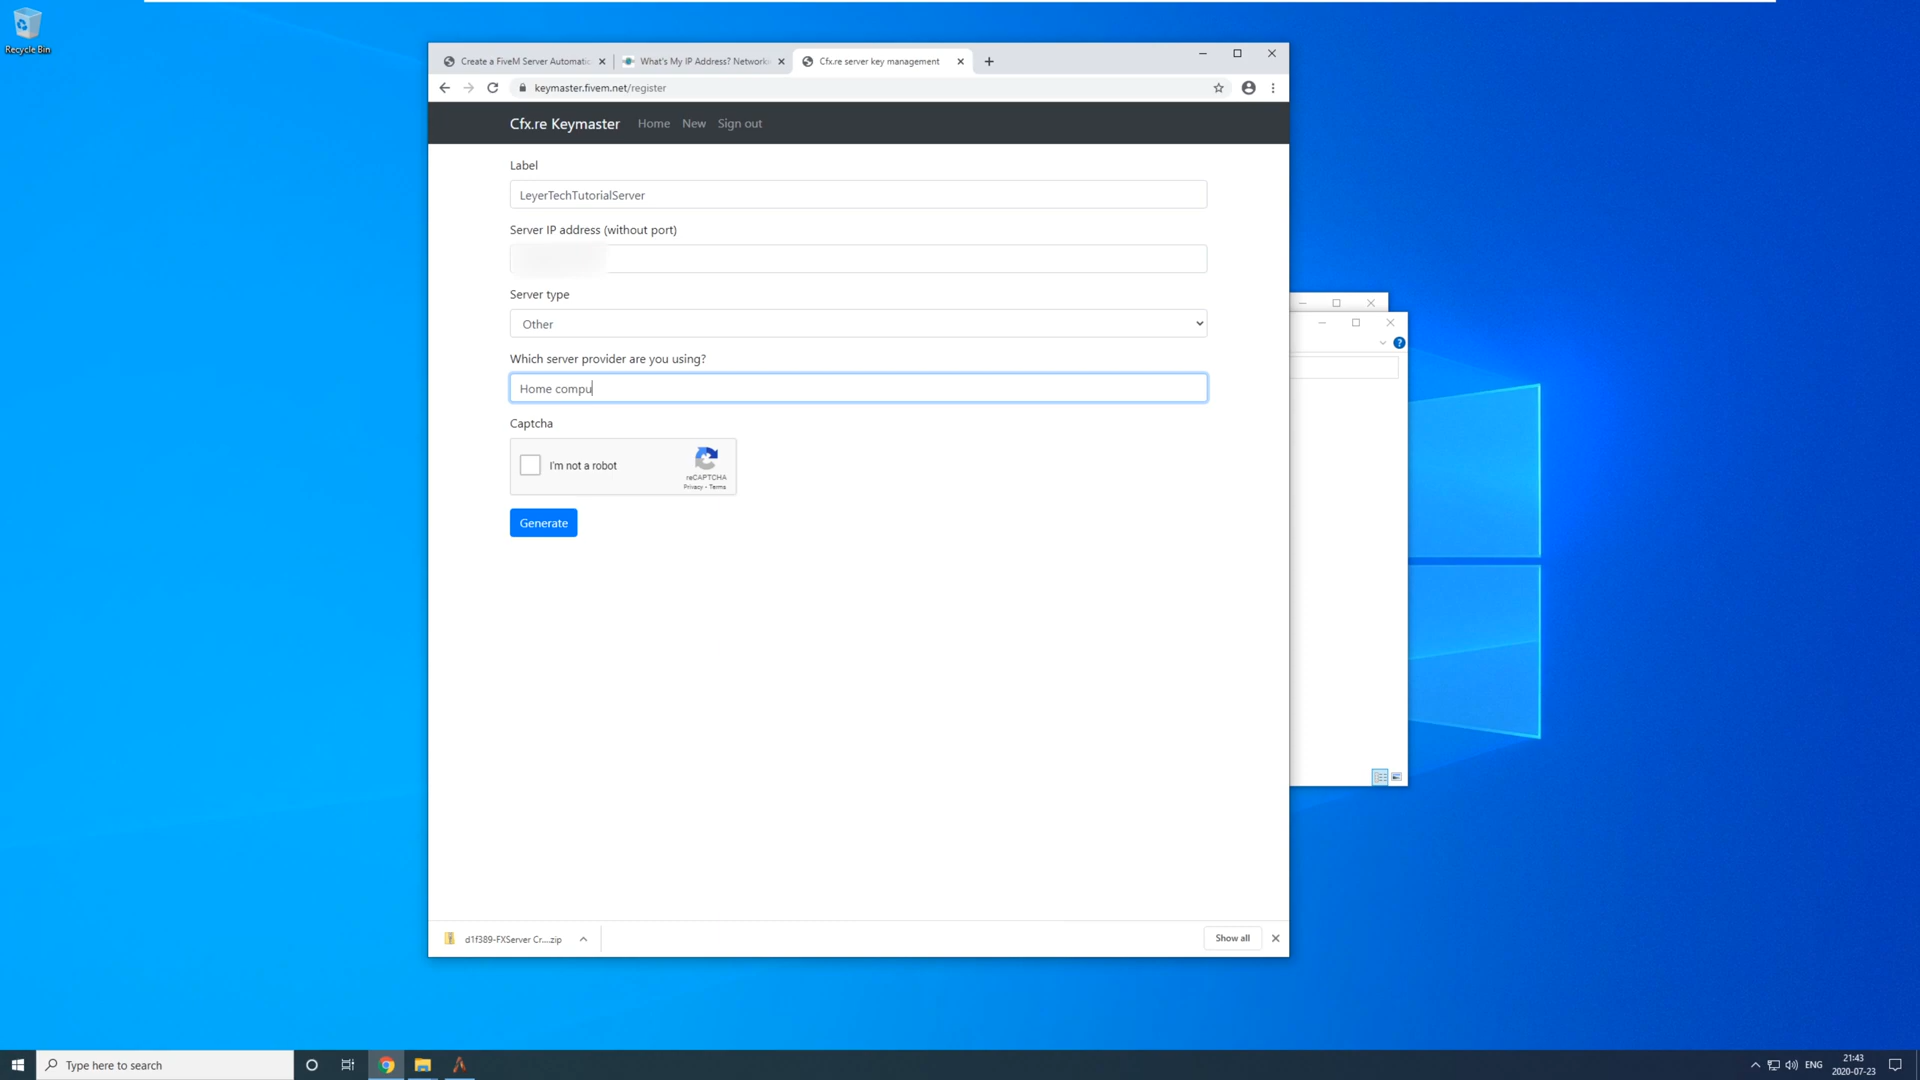 Recycle Bin
Create a FiveM Server Automatic
What's My IP Address? Network
Cfx.re server key management
keymaster.fivem.net/register
Cfx.re Keymaster
Home
New
Sign out
Label
LeyerTechTutorialServer
Server IP address (without port)
Server type
Other
Which server provider are you using?
Home compu
Captcha
I'm not a robot
reCAPTCHA
Privacy - Terms
Generate
d1f389-FXServer Cr....zip
Show all
Type here to search
ENG
21:43
2020-07-23